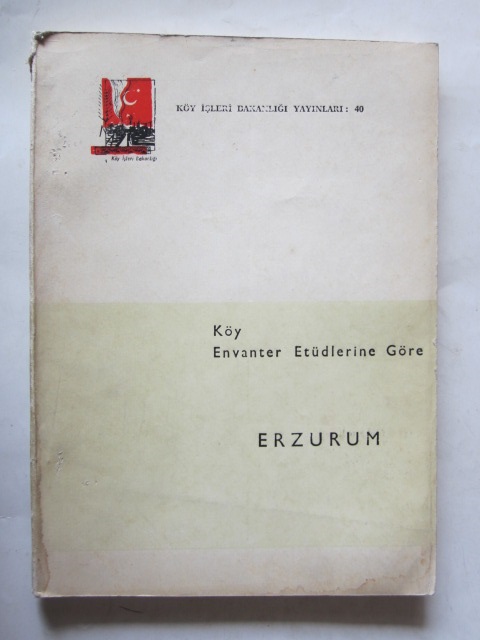 KÖY İŞLERİ BAKANLIĞI YAYINLARI: 40
Köy İşleri Bakanlığı
Köy
Envanter Etüdlerine Göre
ERZURUM